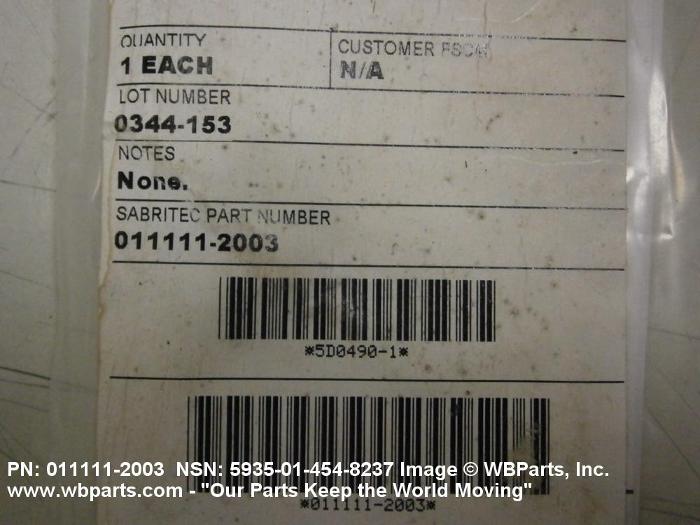 QUANTITY
1 EACH
CUSTOMER FSCM
N/A
LOT NUMBER
0344-153
NOTES
None.
SABRITEC PART NUMBER
011111-2003
*5D0490-1*
PN: 011111-2003 NSN: 5935-01-454-8237 Image © WBParts, Inc.
www.wbparts.com - "Our Parts Keep the World Moving"
*011111-2003*